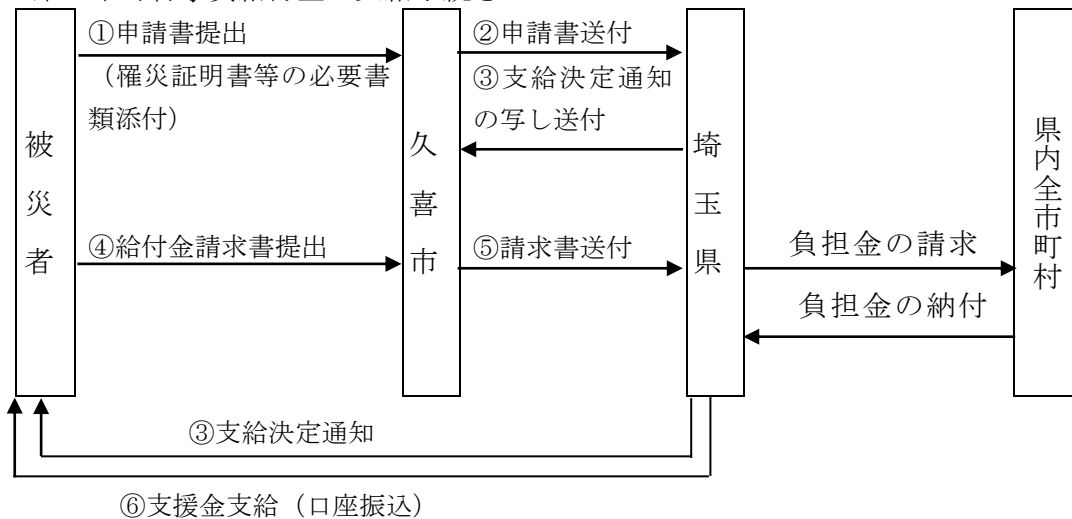 ①申請書提出
（罹災証明書等の必要書
類添付）
②申請書送付
③支給決定通知
の写し送付
被災者
久喜市
埼玉県
県内全市町村
④給付金請求書提出
⑤請求書送付
負担金の請求
負担金の納付
③支給決定通知
⑥支援金支給（口座振込）